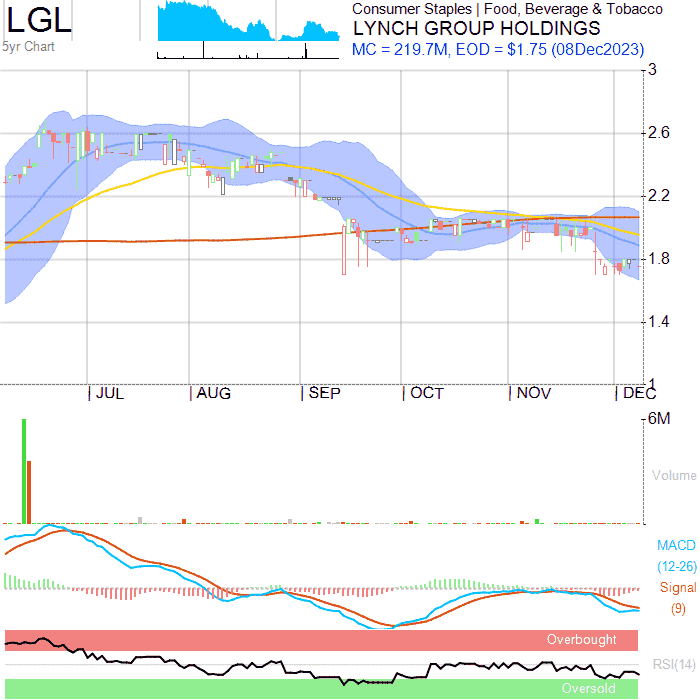 LGL
5yr Chart
Consumer Staples | Food, Beverage & Tobacco
LYNCH GROUP HOLDINGS
MC = 219.7M, EOD = $1.75 (08Dec2023)
3
2.6
2.2
1.8
1.4
1
JUL AUG SEP OCT NOV DEC
6M
Volume
MACD
(12-26)
Signal
(9)
Overbought
RSI(14)
Oversold